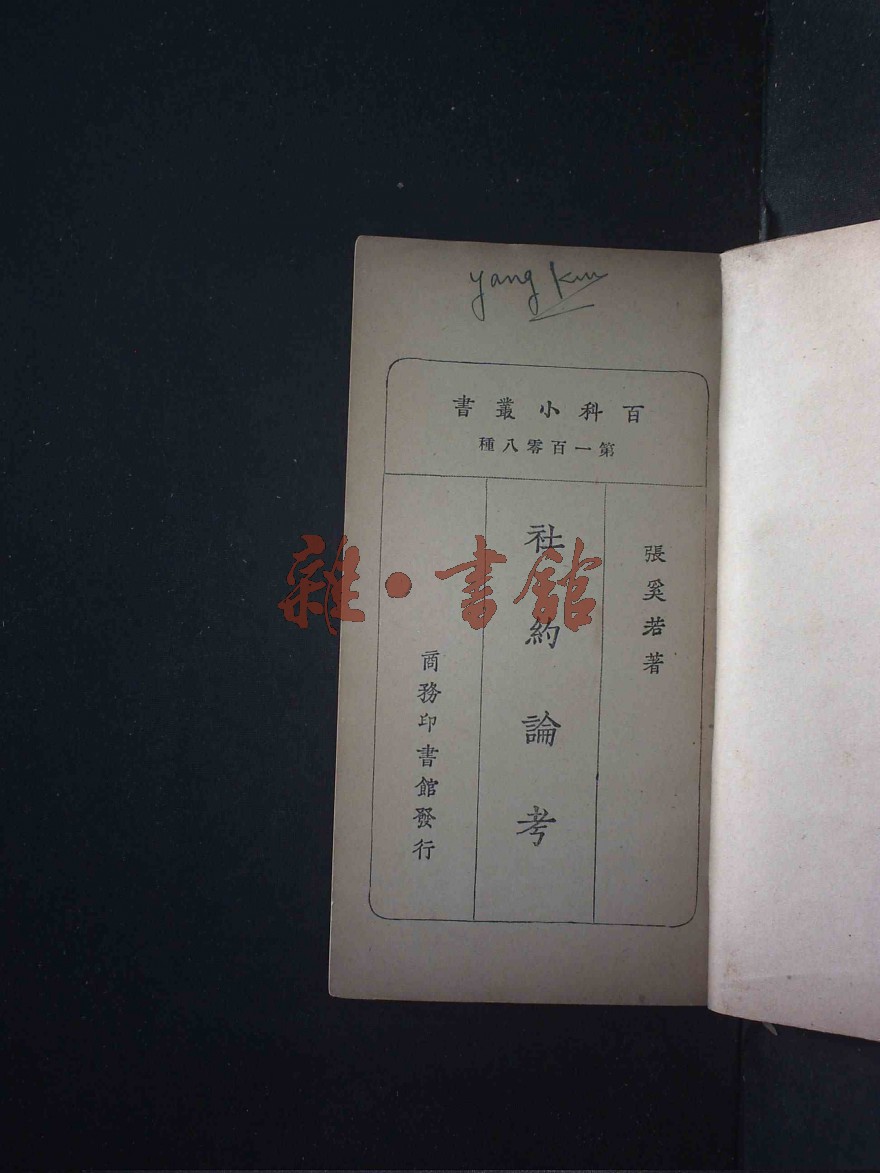 yang kun
百科小叢書
第一百零八種
張奚若著
社約論考
商務印書館發行
雜·書館